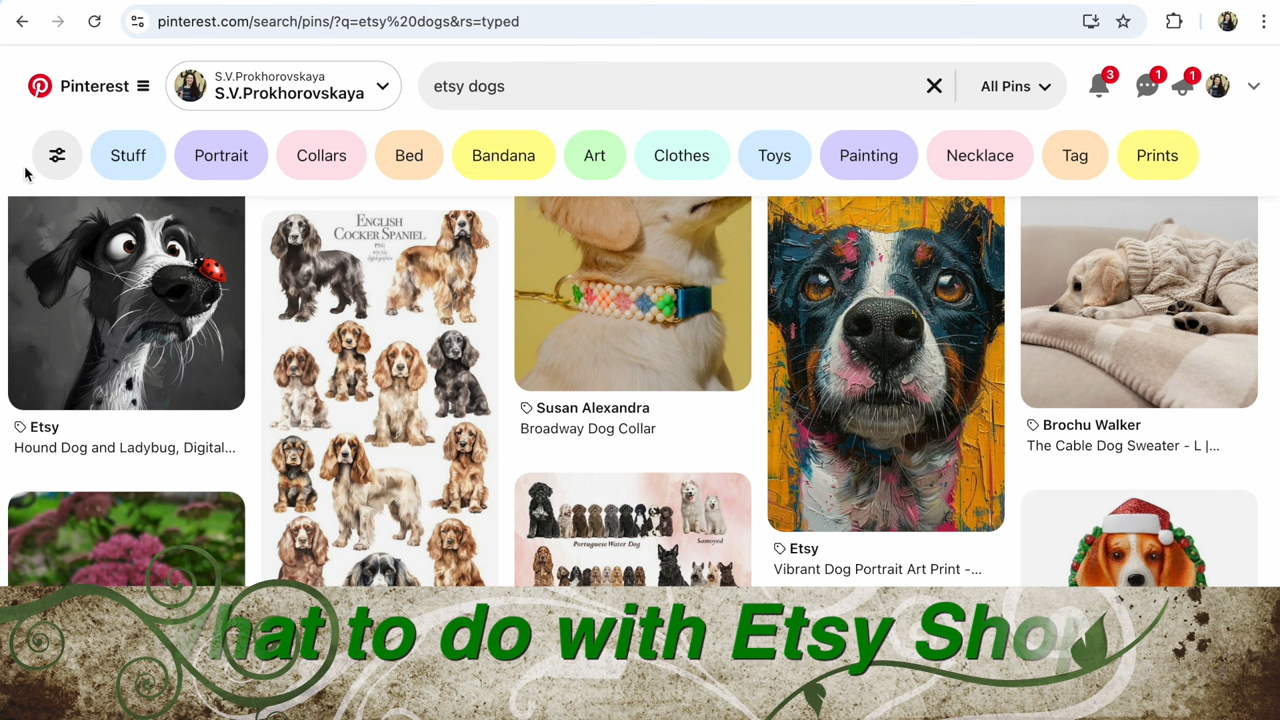 pinterest.com/search/pins/?q=etsy%20dogs&rs=typed
Pinterest
S.V.Prokhorovskaya
S.V.Prokhorovskaya
etsy dogs
All Pins
3
1
1
Stuff
Portrait
Collars
Bed
Bandana
Art
Clothes
Toys
Painting
Necklace
Tag
Prints
ENGLISH
COCKER SPANIEL
PNG
Etsy
Hound Dog and Ladybug, Digital...
Susan Alexandra
Broadway Dog Collar
Brochu Walker
The Cable Dog Sweater - L |...
Portuguese Water Dog
Samoyed
Etsy
Vibrant Dog Portrait Art Print -...
hat to do with Etsy Shop